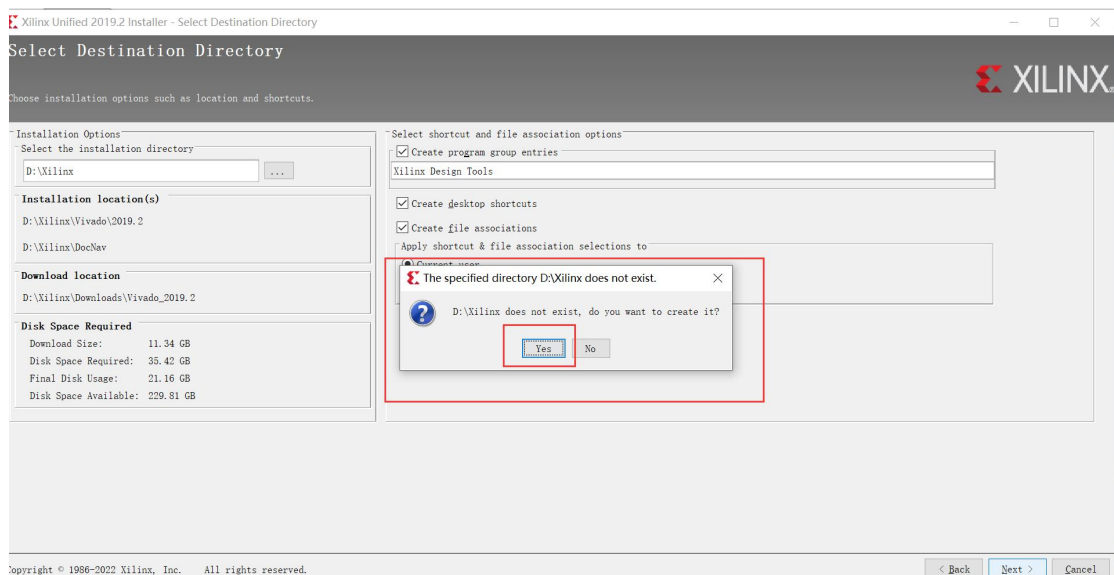 Xilinx Unified 2019.2 Installer - Select Destination Directory
Select Destination Directory
XILINX
Choose installation options such as location and shortcuts.
Installation Options
Select the installation directory
D:\Xilinx
...
Installation location(s)
D:\Xilinx\Vivado\2019.2
D:\Xilinx\DocNav
Download location
D:\Xilinx\Downloads\Vivado_2019.2
Disk Space Required
Download Size: 11.34 GB
Disk Space Required: 35.42 GB
Final Disk Usage: 21.16 GB
Disk Space Available: 229.81 GB
Select shortcut and file association options
Create program group entries
Xilinx Design Tools
Create desktop shortcuts
Create file associations
Apply shortcut & file association selections to
Current user
The specified directory D:\Xilinx does not exist.
D:\Xilinx does not exist, do you want to create it?
Yes No
Copyright © 1986-2022 Xilinx, Inc. All rights reserved.
< Back Next > Cancel